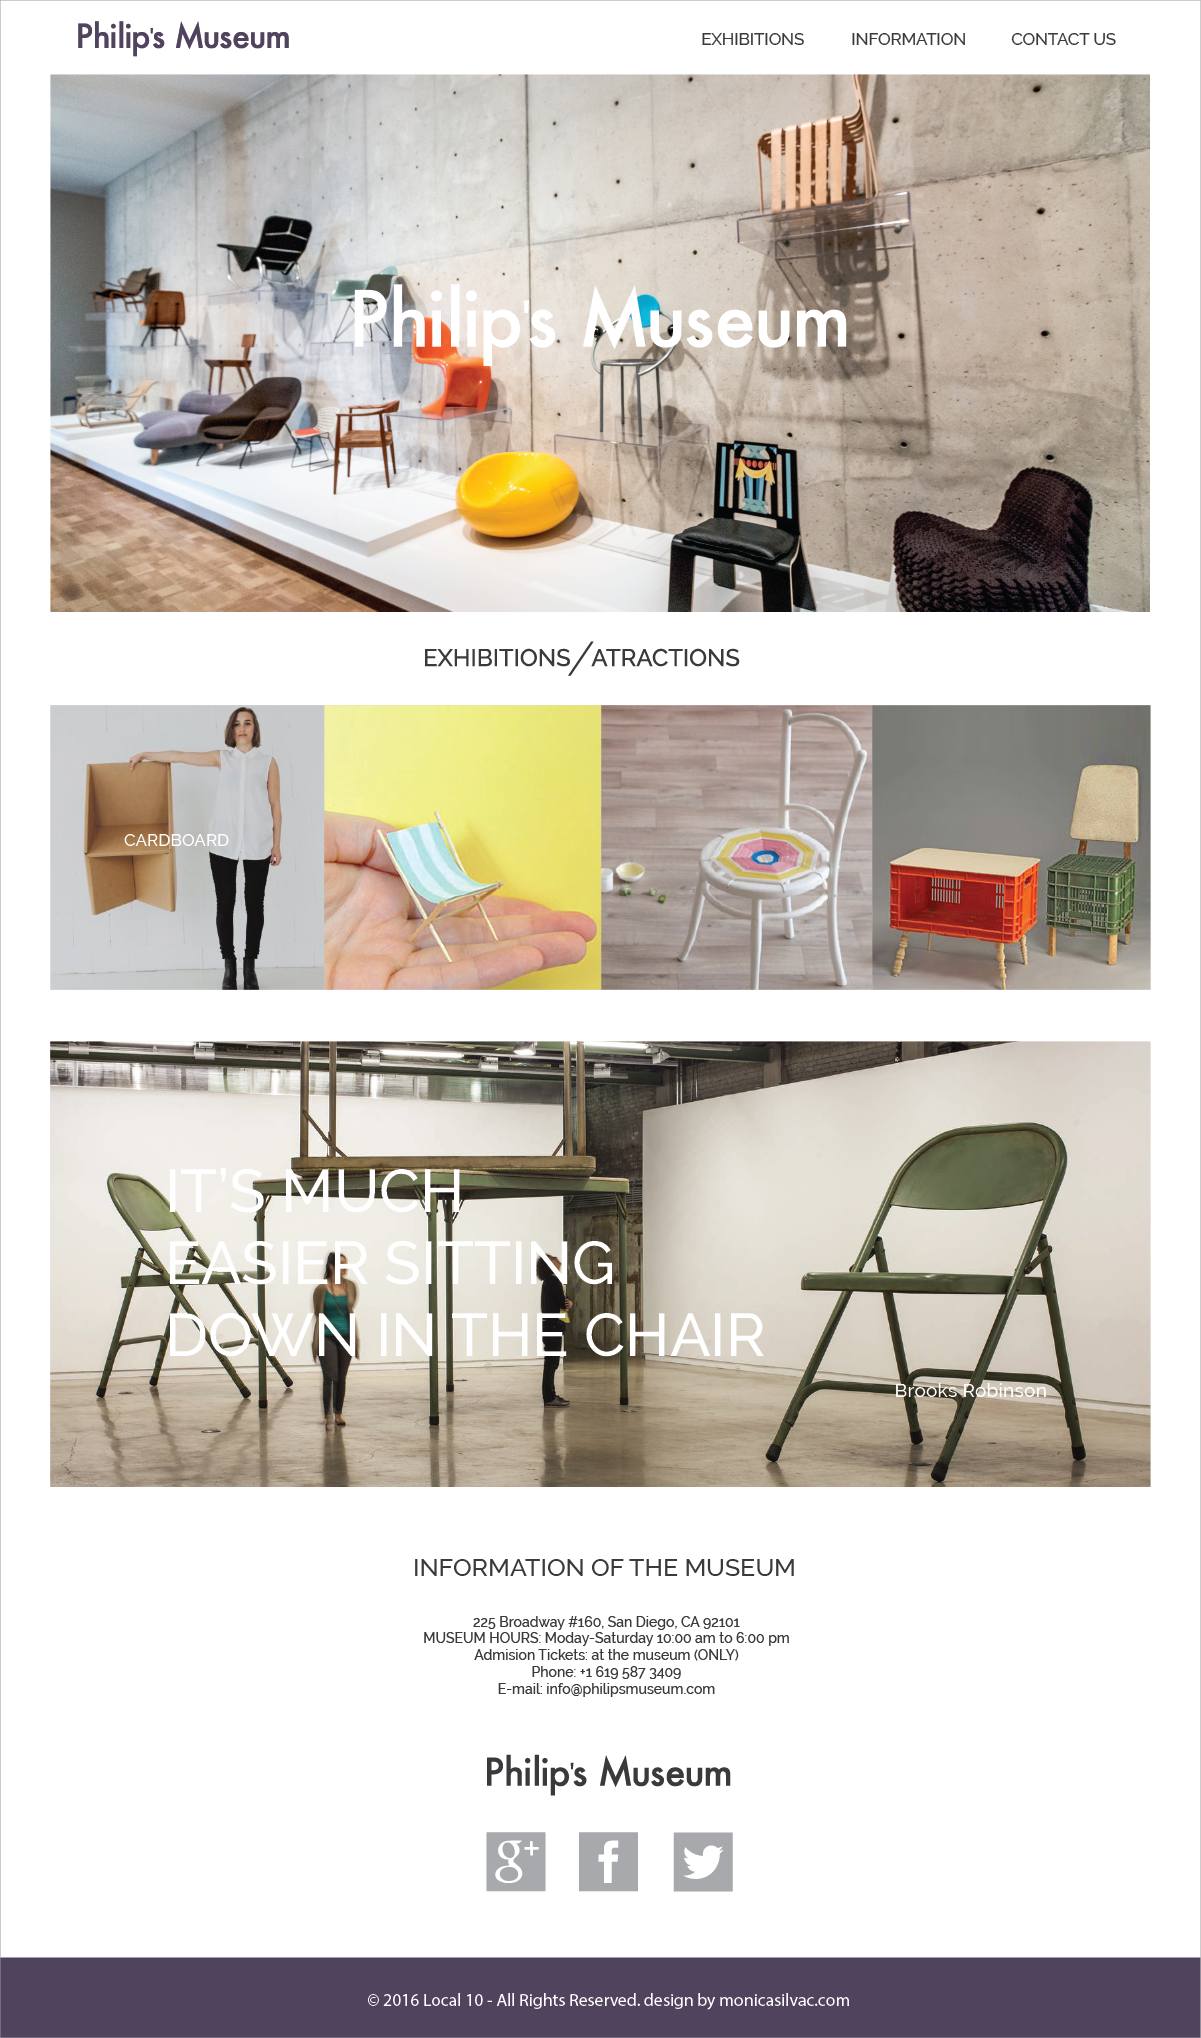 Philip's Museum
EXHIBITIONS INFORMATION CONTACT US
Philip's Museum
EXHIBITIONS/ATRACTIONS
CARDBOARD
IT'S MUCH
EASIER SITTING
DOWN IN THE CHAIR
Brooks Robinson
INFORMATION OF THE MUSEUM
225 Broadway #160, San Diego, CA 92101
MUSEUM HOURS: Moday-Saturday 10:00 am to 6:00 pm
Admision Tickets: at the museum (ONLY)
Phone: +1 619 587 3409
E-mail: info@philipsmuseum.com
Philip's Museum
g+ f
© 2016 Local 10 - All Rights Reserved. design by monicasilvac.com